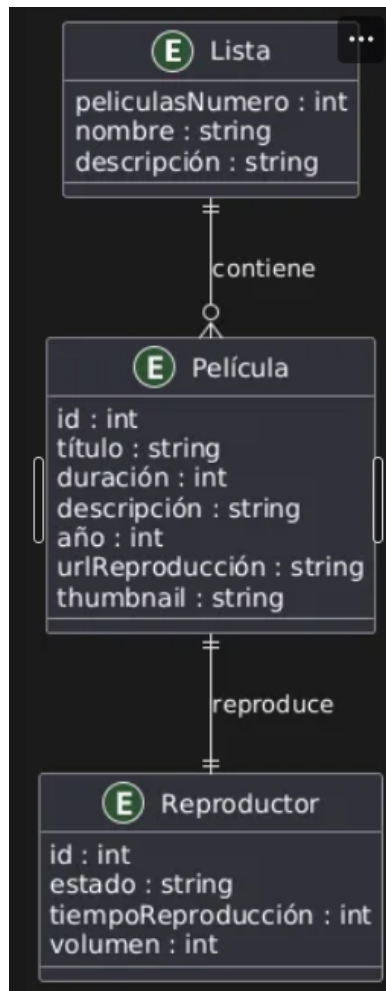 E Lista
peliculasNumero : int
nombre : string
descripción : string
contiene
E Película
id : int
título : string
duración : int
descripción : string
año : int
urlReproducción : string
thumbnail : string
reproduce
E Reproductor
id : int
estado : string
tiempoReproducción : int
volumen : int